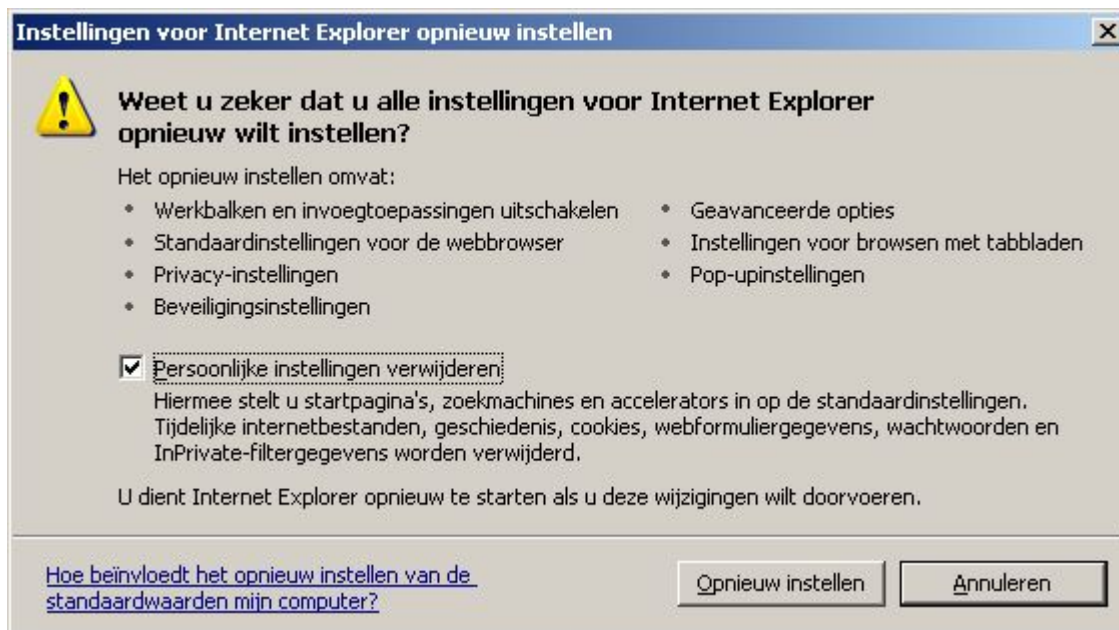 Instellingen voor Internet Explorer opnieuw instellen
Weet u zeker dat u alle instellingen voor Internet Explorer
opnieuw wilt instellen?
Het opnieuw instellen omvat:
• Werkbalken en invoegtoepassingen uitschakelen
• Standaardinstellingen voor de webbrowser
• Privacy-instellingen
• Beveiligingsinstellingen
• Geavanceerde opties
• Instellingen voor browsen met tabbladen
• Pop-upinstellingen
Persoonlijke instellingen verwijderen
Hiermee stelt u startpagina's, zoekmachines en accelerators in op de standaardinstellingen.
Tijdelijke internetbestanden, geschiedenis, cookies, webformuliergegevens, wachtwoorden en
InPrivate-filtergegevens worden verwijderd.
U dient Internet Explorer opnieuw te starten als u deze wijzigingen wilt doorvoeren.
Hoe beïnvloedt het opnieuw instellen van de
standaardwaarden mijn computer?
Opnieuw instellen
Annuleren